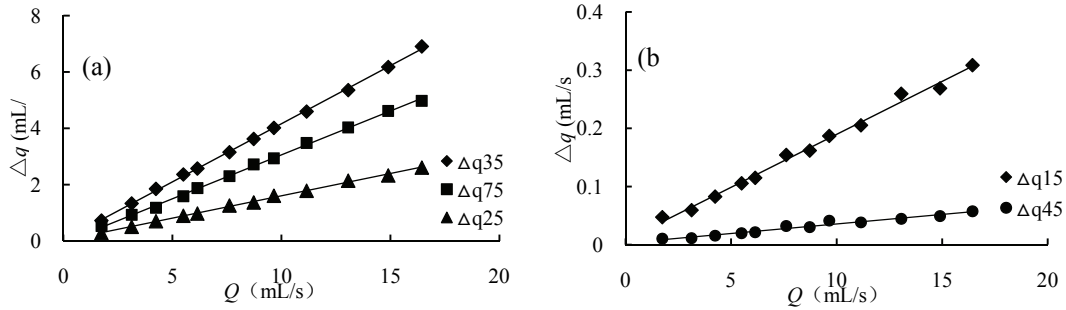 8
6
4
2
0
(a)
△q (mL/
◆ △q35
■ △q75
▲ △q25
0 5 10 15 20
Q（mL/s）
0.4
0.3
0.2
0.1
0
(b
△q (mL/s
◆ △q15
● △q45
0 5 10 15 20
Q（mL/s）